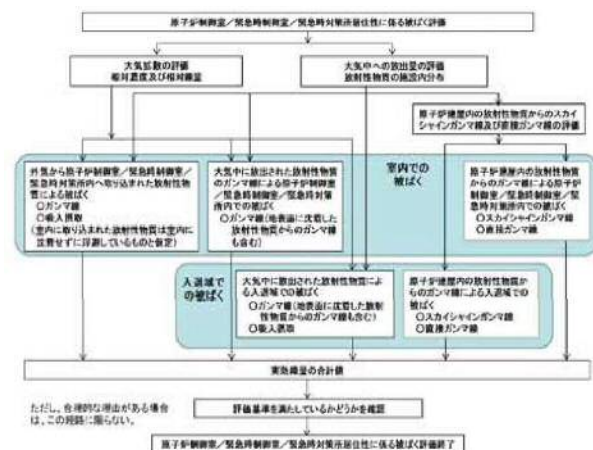 原子炉制御室／緊急時制御室／緊急時対策所居住性に係る被ばく評価
大気拡散の評価
相対濃度及び相対線量
大気中への放出量の評価
放射性物質の施設内分布
原子炉建屋内の放射性物質からのスカイ
シャインガンマ線及び直接ガンマ線の評価
室内での
被ばく
外気から原子炉制御室／緊急時制御室／
緊急時対策所内へ取り込まれた放射性物
質による被ばく
○ガンマ線
○吸入摂取
(室内に取り込まれた放射性物質は室内に
沈着せずに浮遊しているものと仮定)
大気中に放出された放射性物質
のガンマ線による原子炉制御室
／緊急時制御室／緊急時対策所
内での被ばく
○ガンマ線(地表面に沈着した
放射性物質からのガンマ線
も含む)
原子炉建屋内の放射性物質
からのガンマ線による原子炉制
御室／緊急時制御室／緊急
時対策所内での被ばく
○スカイシャインガンマ線
○直接ガンマ線
入退域で
の被ばく
大気中に放出された放射性物質によ
る入退域での被ばく
○ガンマ線(地表面に沈着した放射
性物質からのガンマ線も含む)
○吸入摂取
原子炉建屋内の放射性物質か
らのガンマ線による入退域での
被ばく
○スカイシャインガンマ線
○直接ガンマ線
実効線量の合計値
ただし、合理的な理由がある場合
は、この経路に限らない。
評価基準を満たしているかどうかを確認
原子炉制御室／緊急時制御室／緊急時対策所居住性に係る被ばく評価終了